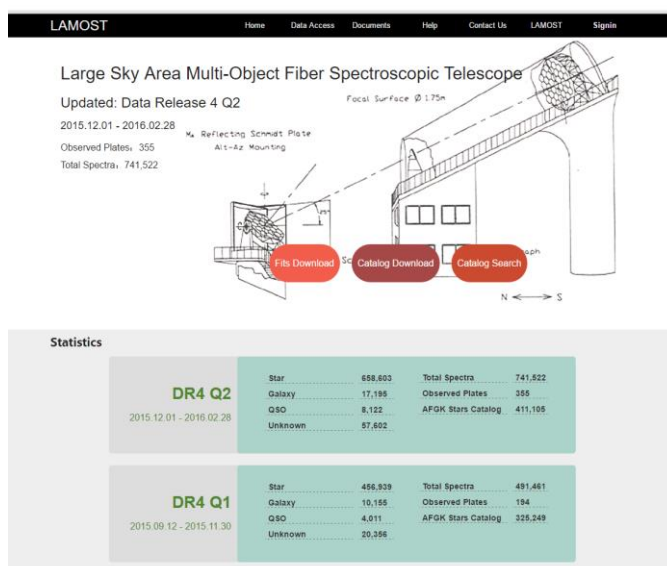 LAMOST Home Data Access Documents Help Contact Us LAMOST Signin
Large Sky Area Multi-Object Fiber Spectroscopic Telescope
Updated: Data Release 4 Q2
2015.12.01 - 2016.02.28
Observed Plates: 355
Total Spectra: 741,522
Focal Surface Ø 1.75m
Reflecting Schmidt Plate
Alt-Az Mounting
Fits Download
Catalog Download
Catalog Search
N S
Statistics
DR4 Q2
2015.12.01 - 2016.02.28
Star 658,603 Total Spectra 741,522
Galaxy 17,195 Observed Plates 355
QSO 8,122 AFGK Stars Catalog 411,105
Unknown 57,602
DR4 Q1
2015.09.12 - 2015.11.30
Star 456,939 Total Spectra 491,461
Galaxy 10,155 Observed Plates 194
QSO 4,011 AFGK Stars Catalog 325,249
Unknown 20,356